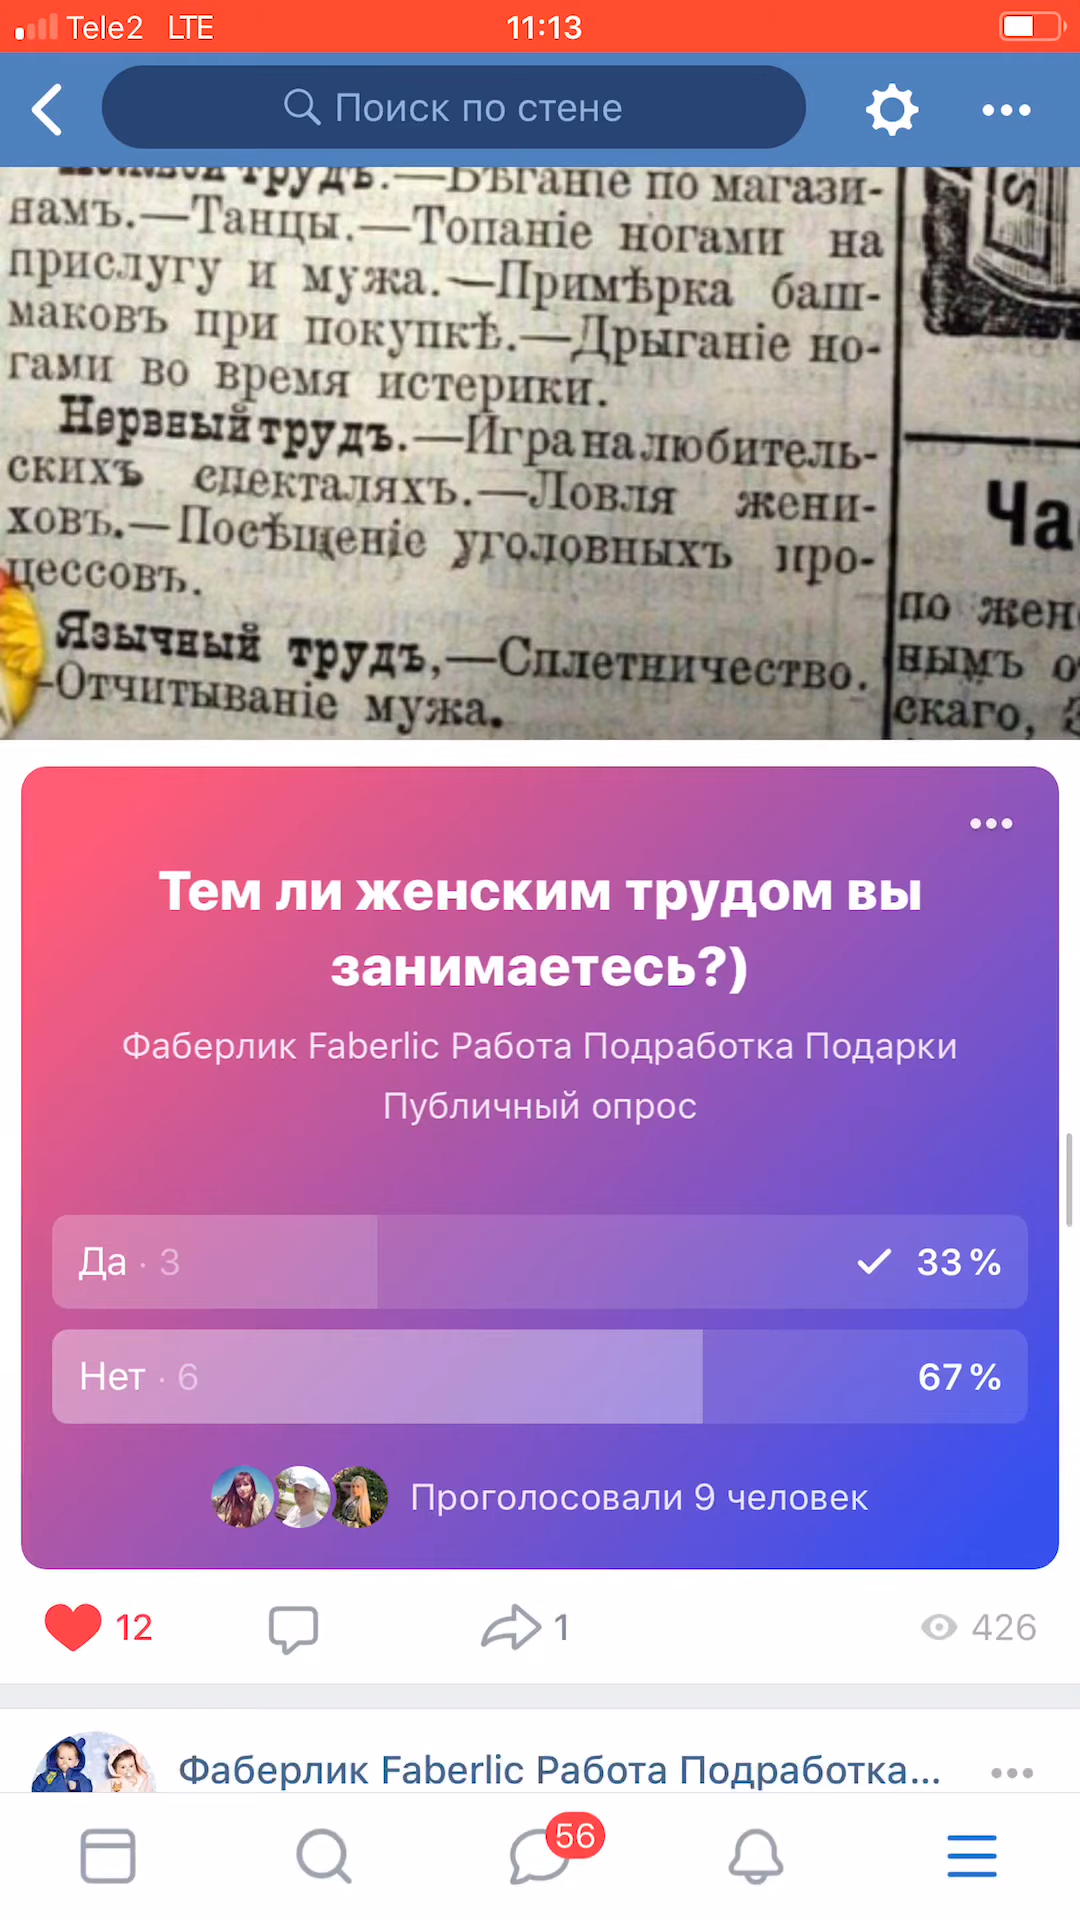 Tele2 LTE 11:13
Поиск по стене
трудъ.—Бѣганіе по магази-
намъ.—Танцы.—Топаніе ногами на
прислугу и мужа.—Примѣрка баш-
маковъ при покупкѣ.—Дрыганіе но-
гами во время истерики.
Нервный трудъ.—Игра на любитель-
скихъ спекталяхъ.—Ловля жени-
ховъ.—Посѣщеніе уголовныхъ про-
цессовъ.
Язычный трудъ,—Сплетничество.
—Отчитываніе мужа.
Ча
по жен
нымъ о
скаго,
Тем ли женским трудом вы
занимаетесь?)
Фаберлик Faberlic Работа Подработка Подарки
Публичный опрос
Да · 3 33 %
Нет · 6 67 %
Проголосовали 9 человек
12 1 426
Фаберлик Faberlic Работа Подработка...
56